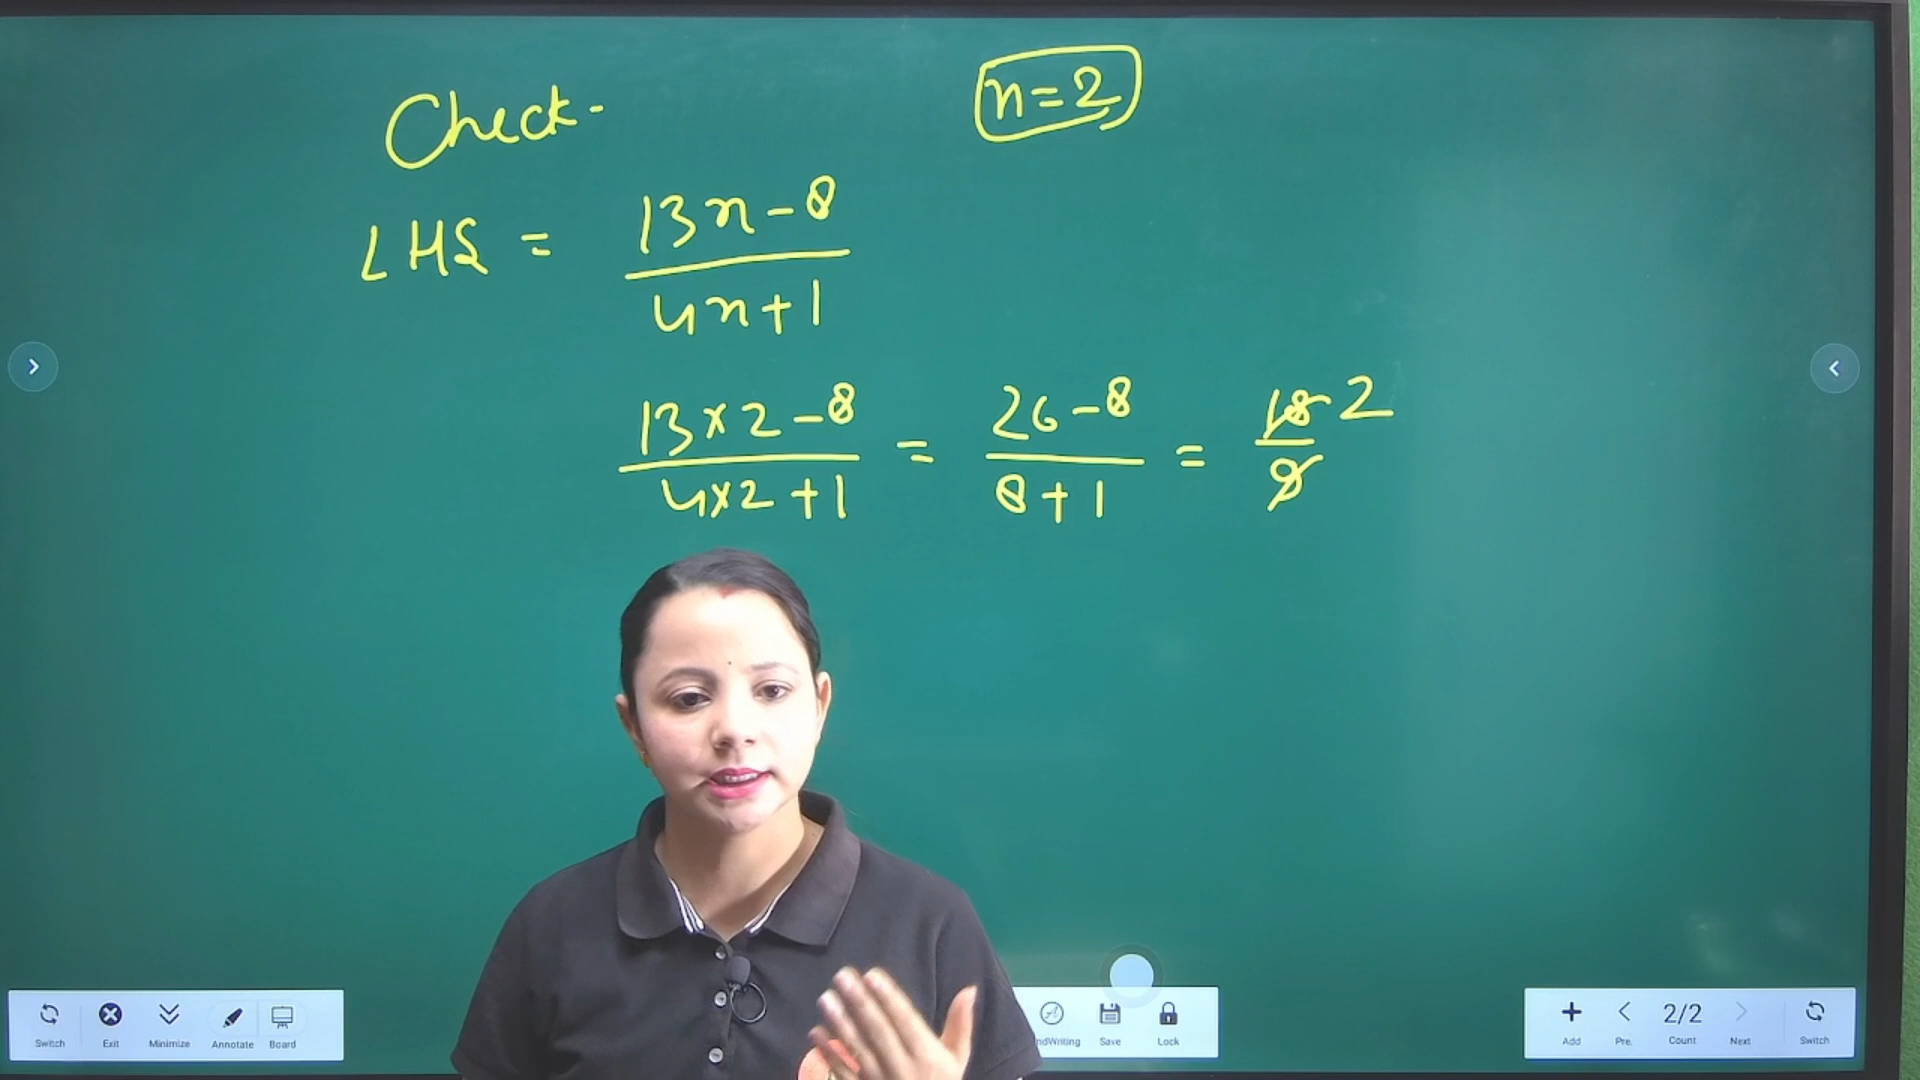 Check-
n=2
LHS = 13n-8 / 4n+1
13×2-8 / 4×2+1 = 26-8 / 8+1 = 18 / 9 2
Switch Exit Minimize Annotate Board
ndWriting Save Lock
2/2
Add Pre. Count Next Switch